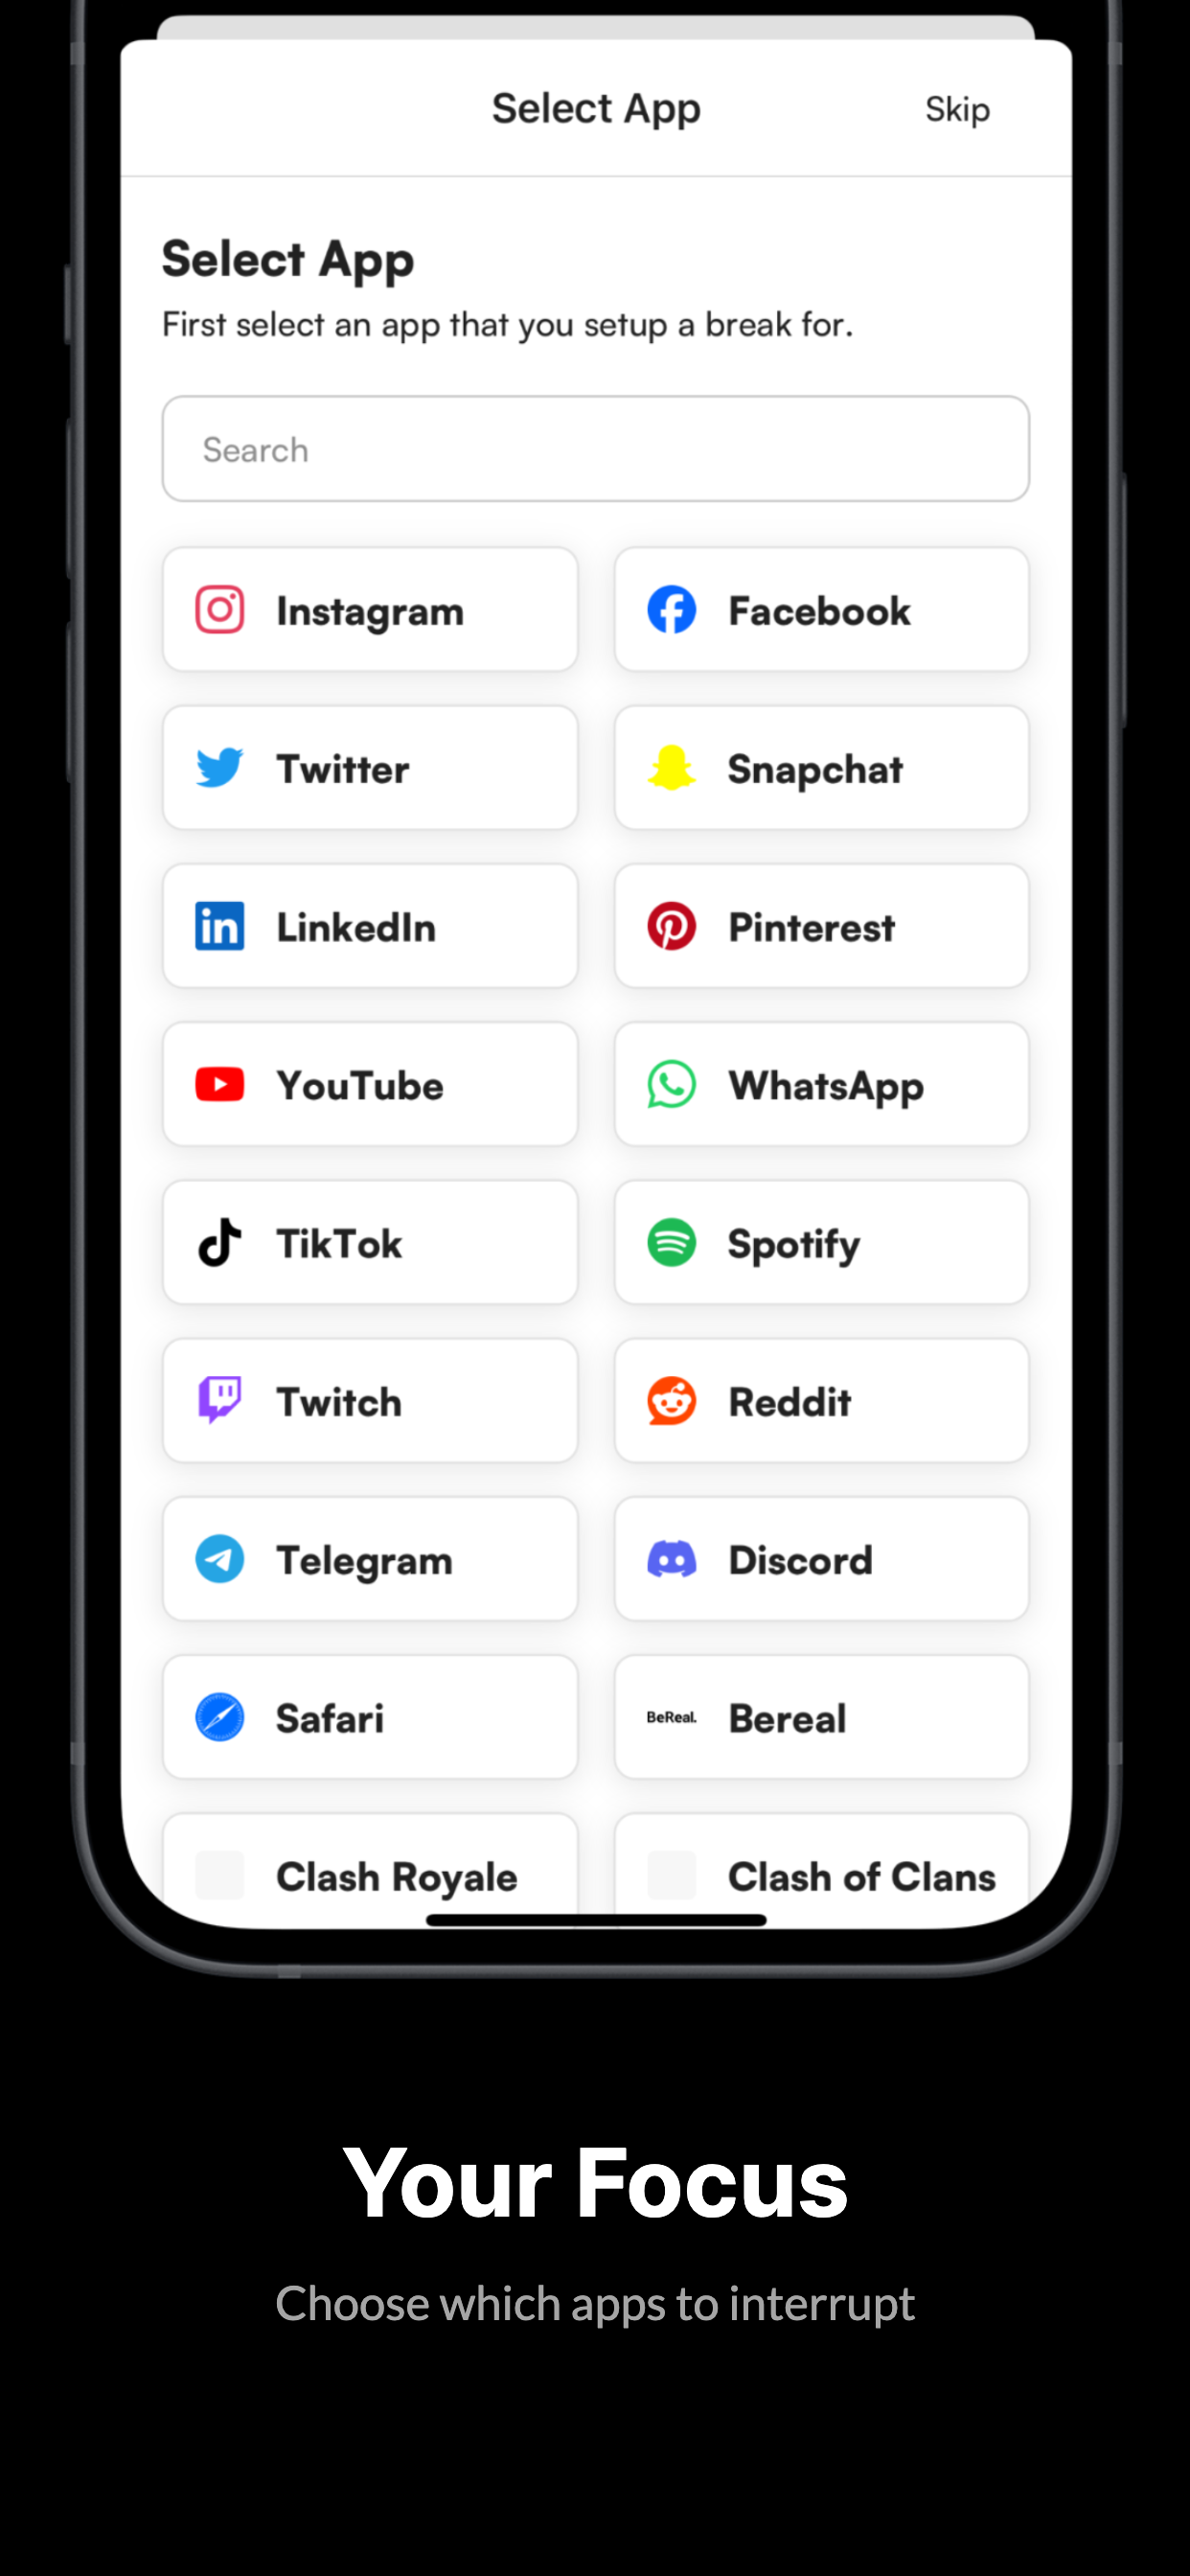 Select App
Skip
Select App
First select an app that you setup a break for.
Search
Instagram
Facebook
Twitter
Snapchat
in LinkedIn
Pinterest
YouTube
WhatsApp
TikTok
Spotify
Twitch
Reddit
Telegram
Discord
Safari
BeReal. Bereal
Clash Royale
Clash of Clans
Your Focus
Choose which apps to interrupt